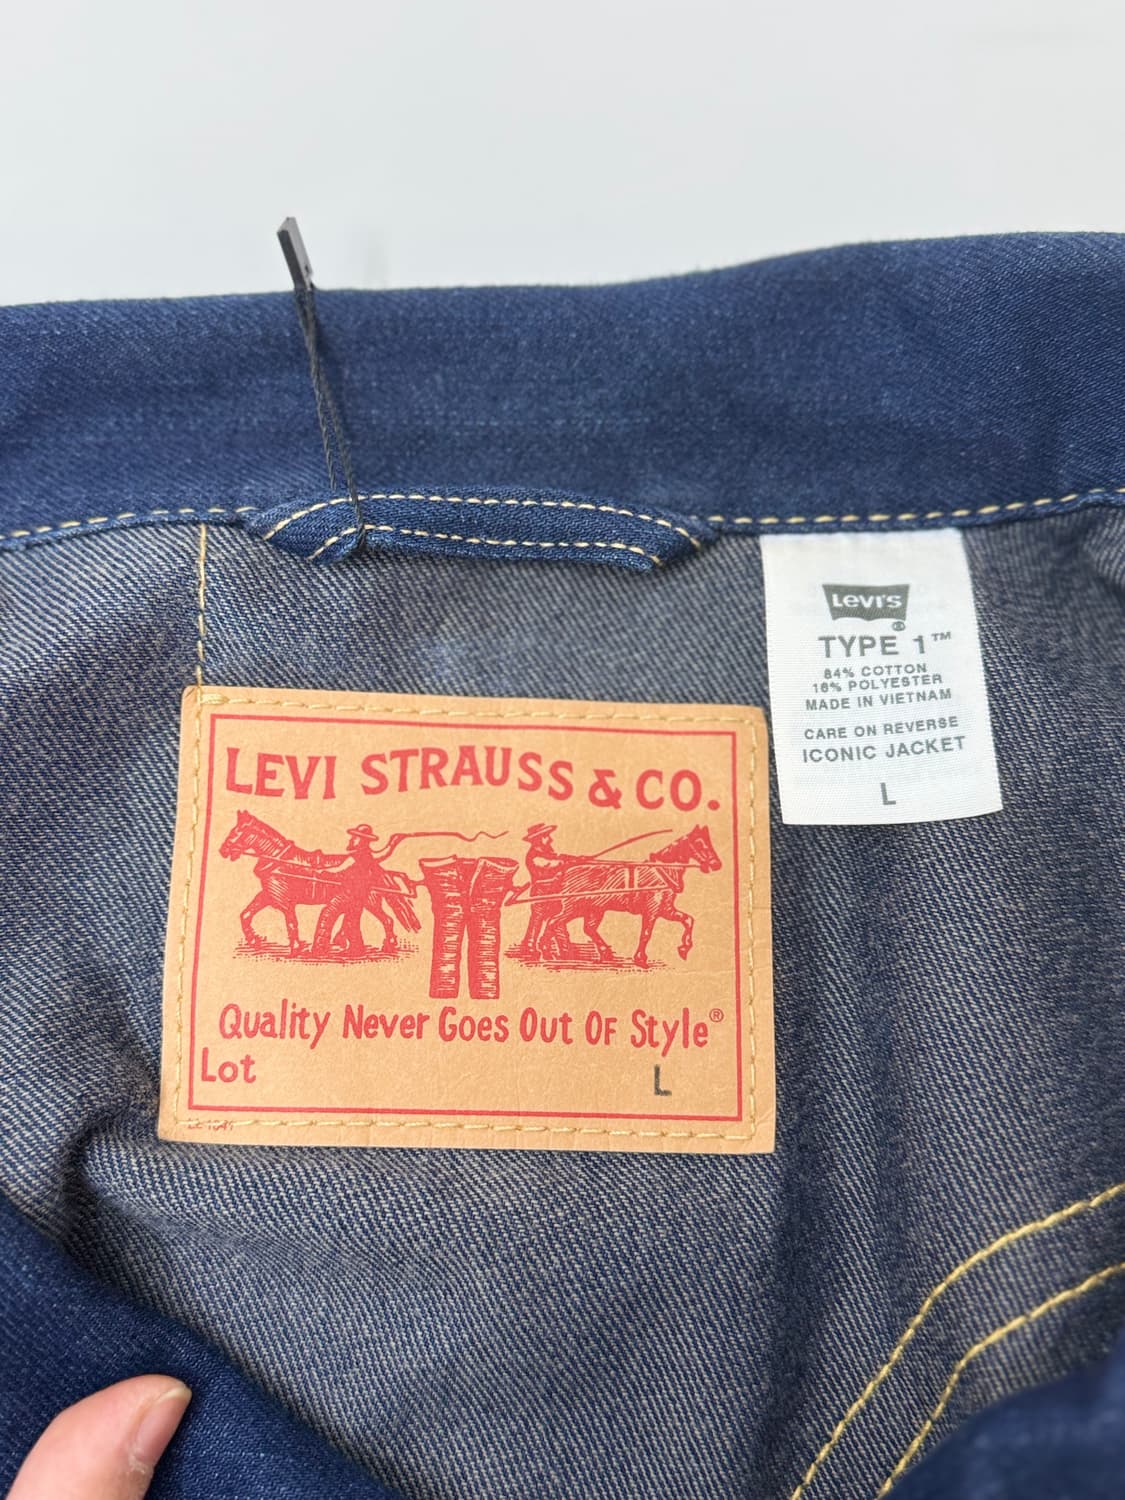 LEVI'S
®
TYPE 1™
84% COTTON
16% POLYESTER
MADE IN VIETNAM
CARE ON REVERSE
ICONIC JACKET
L
LEVI STRAUSS & CO.
Quality Never Goes Out Of Style®
Lot
L